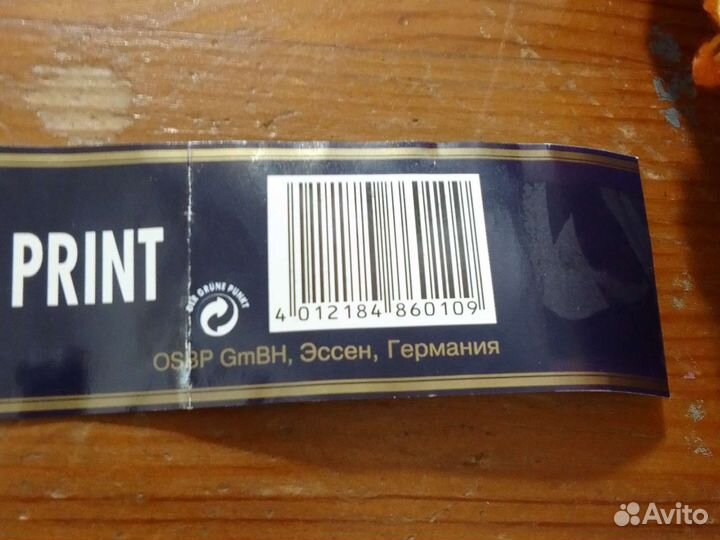 PRINT
DER GRÜNE PUNKT
4 012184 860109
OSBP GmBH, Эссен, Германия
Avito